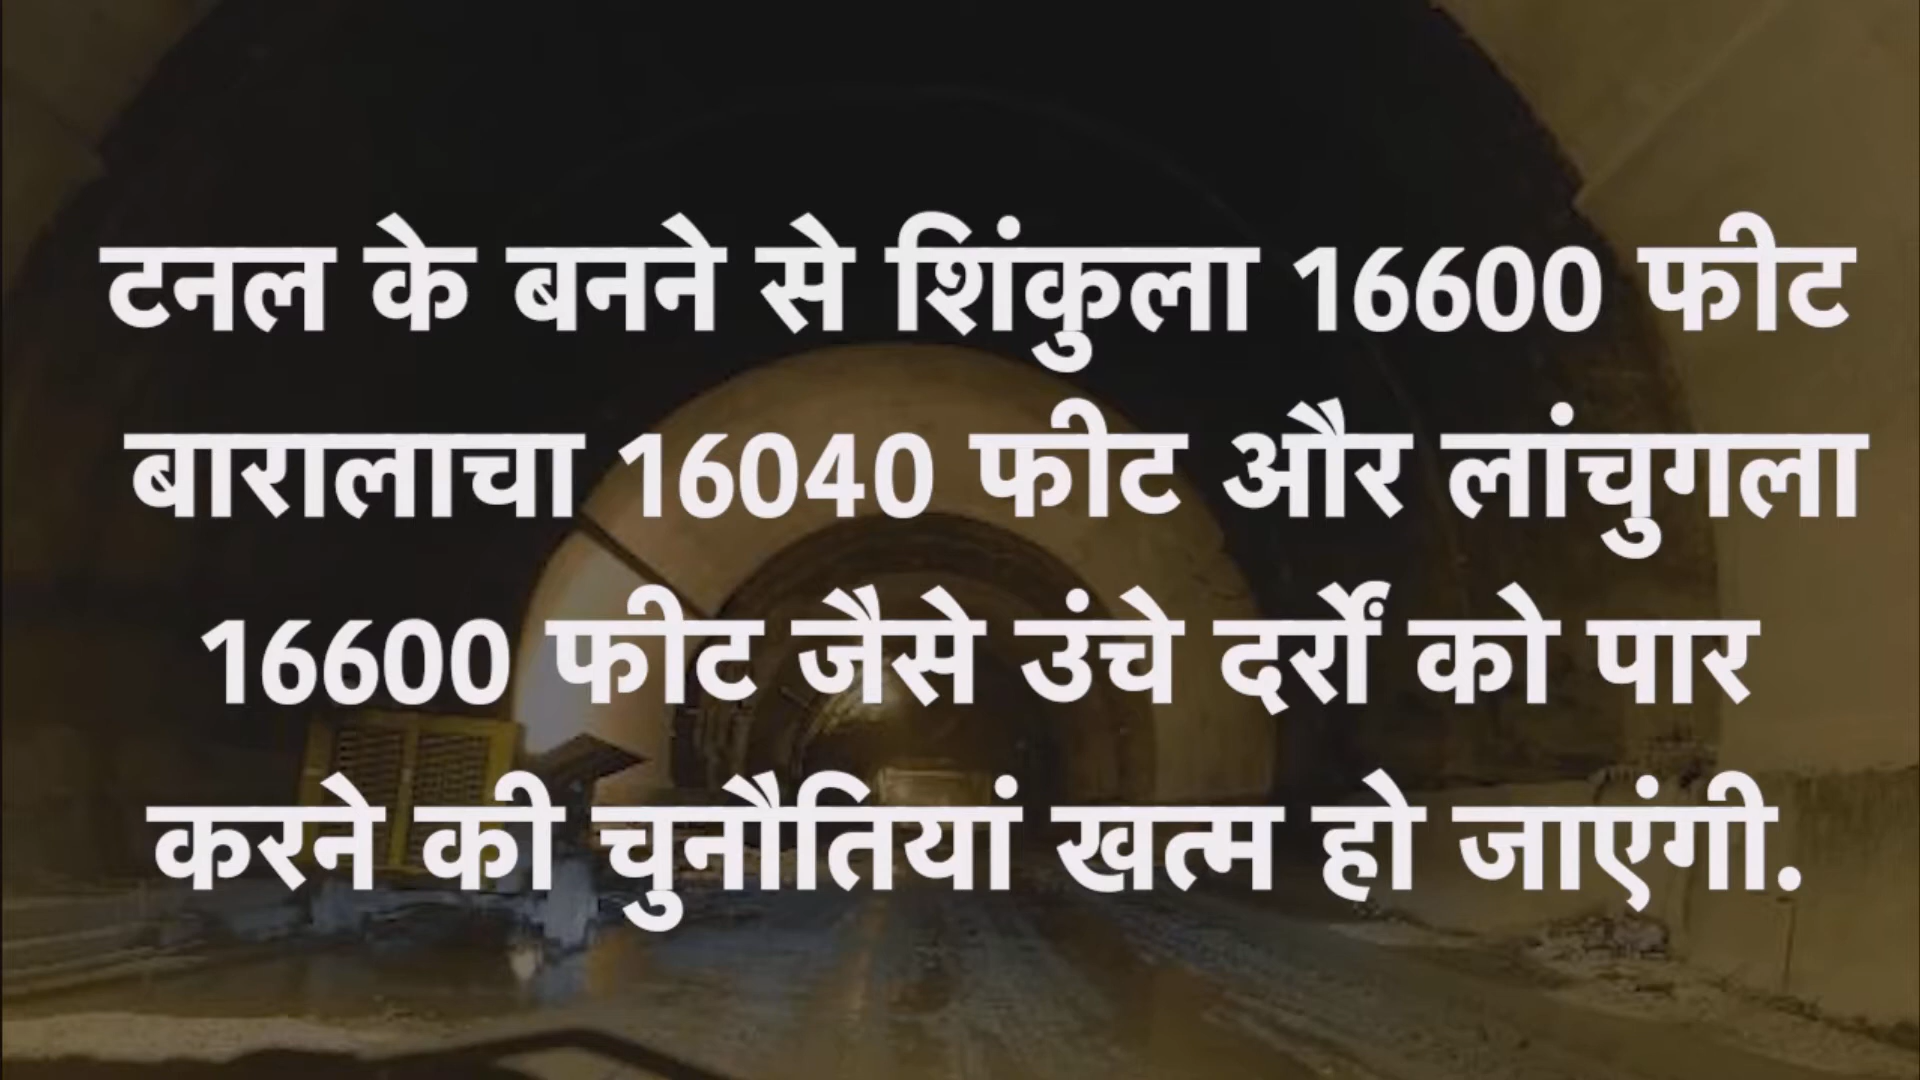 टनल के बनने से शिंकुला 16600 फीट
बारालाचा 16040 फीट और लांचुगला
16600 फीट जैसे उंचे दर्रों को पार
करने की चुनौतियां खत्म हो जाएंगी.